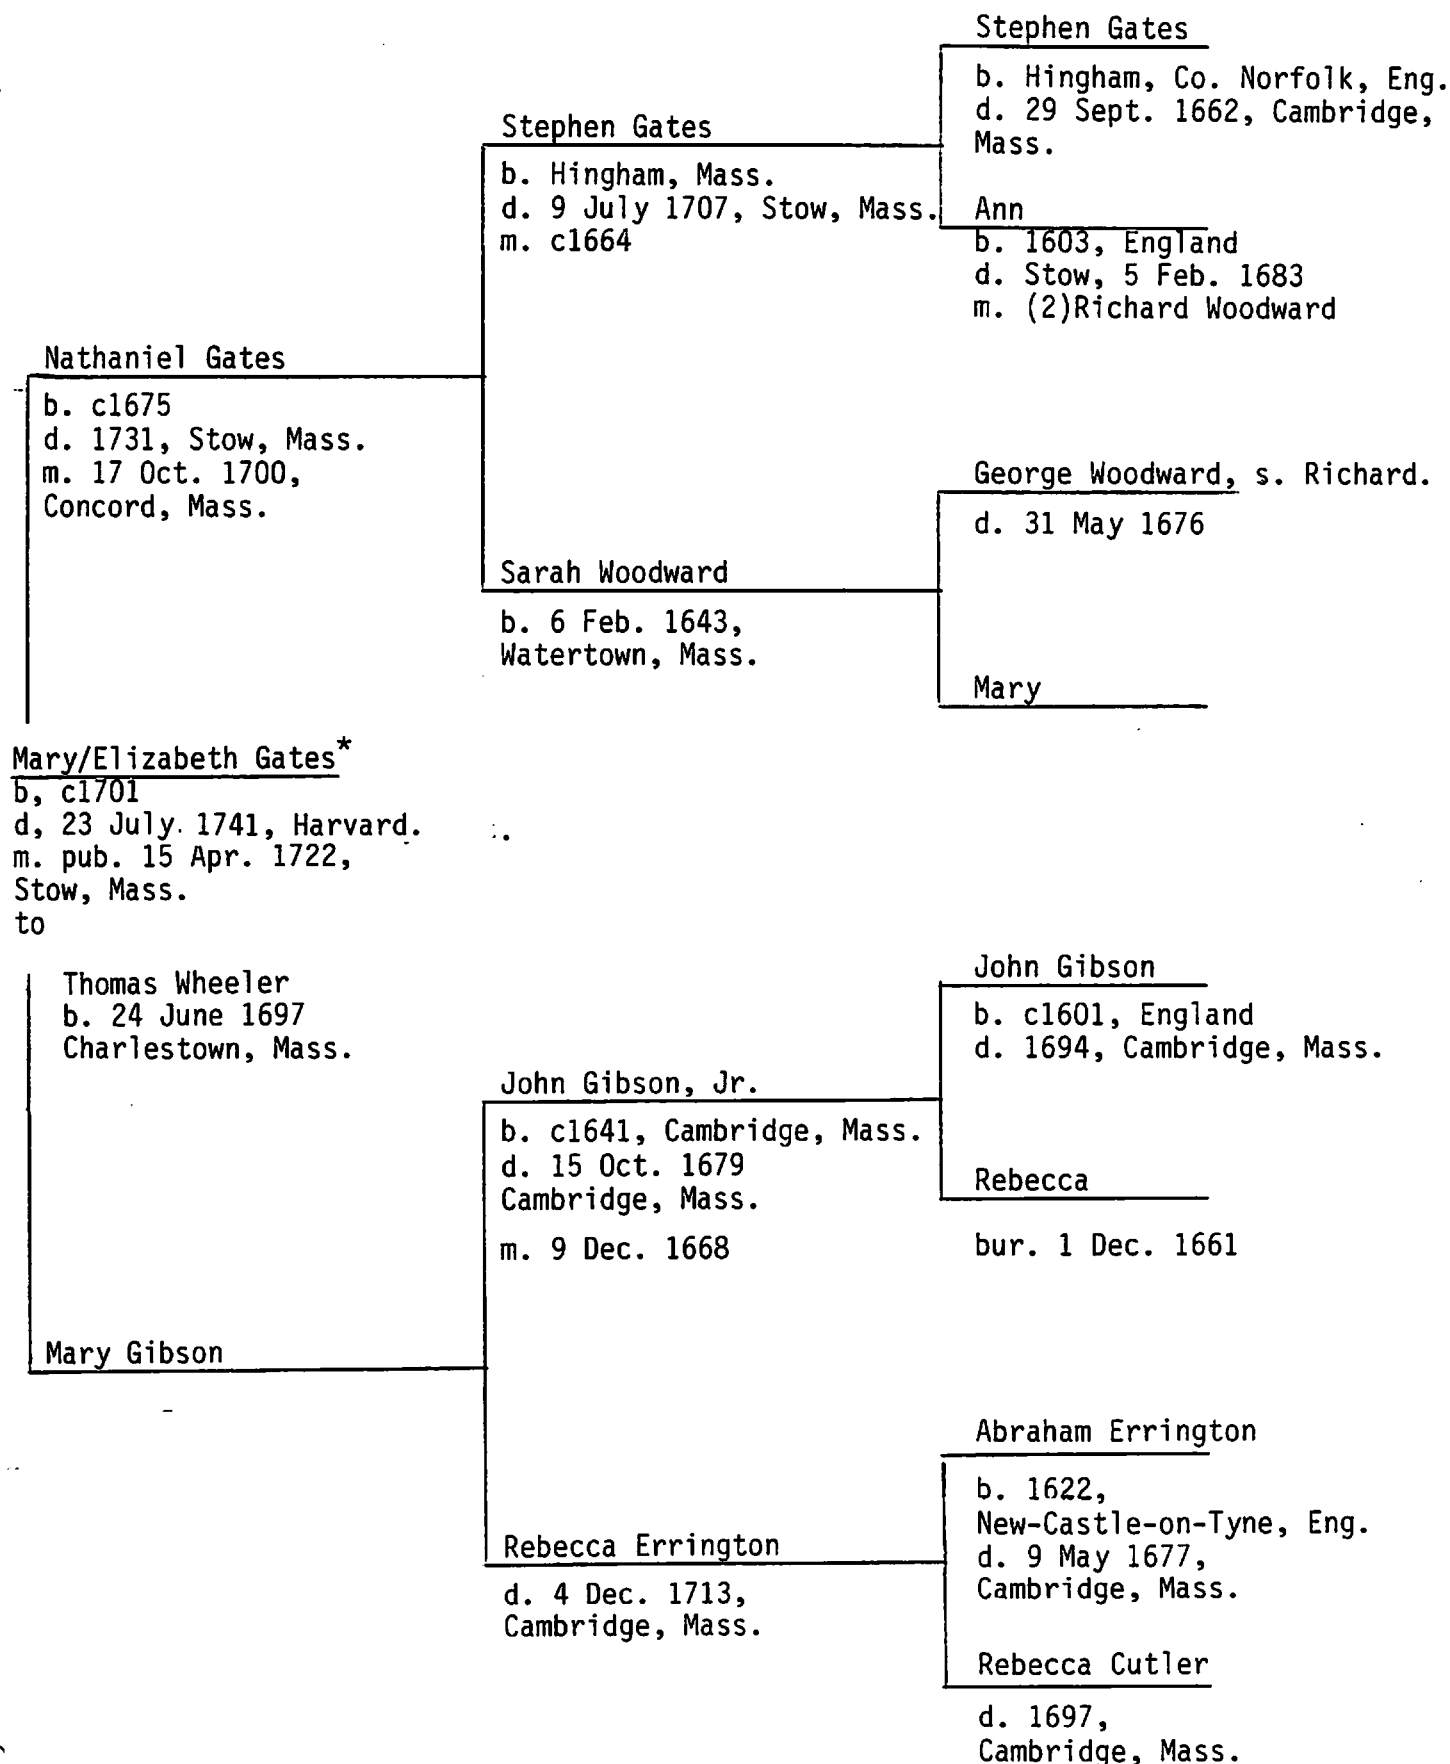 Stephen Gates
b. Hingham, Co. Norfolk, Eng.
d. 29 Sept. 1662, Cambridge,
Mass.
Stephen Gates
b. Hingham, Mass.
d. 9 July 1707, Stow, Mass.
m. c1664
Ann
b. 1603, England
d. Stow, 5 Feb. 1683
m. (2)Richard Woodward
Nathaniel Gates
b. c1675
d. 1731, Stow, Mass.
m. 17 Oct. 1700,
Concord, Mass.
George Woodward, s. Richard.
d. 31 May 1676
Sarah Woodward
b. 6 Feb. 1643,
Watertown, Mass.
Mary
Mary/Elizabeth Gates*
b, c1701
d, 23 July 1741, Harvard.
m. pub. 15 Apr. 1722,
Stow, Mass.
to
Thomas Wheeler
b. 24 June 1697
Charlestown, Mass.
John Gibson
b. c1601, England
d. 1694, Cambridge, Mass.
John Gibson, Jr.
b. c1641, Cambridge, Mass.
d. 15 Oct. 1679
Cambridge, Mass.
m. 9 Dec. 1668
Rebecca
bur. 1 Dec. 1661
Mary Gibson
Abraham Errington
b. 1622,
New-Castle-on-Tyne, Eng.
d. 9 May 1677,
Cambridge, Mass.
Rebecca Errington
d. 4 Dec. 1713,
Cambridge, Mass.
Rebecca Cutler
d. 1697,
Cambridge, Mass.